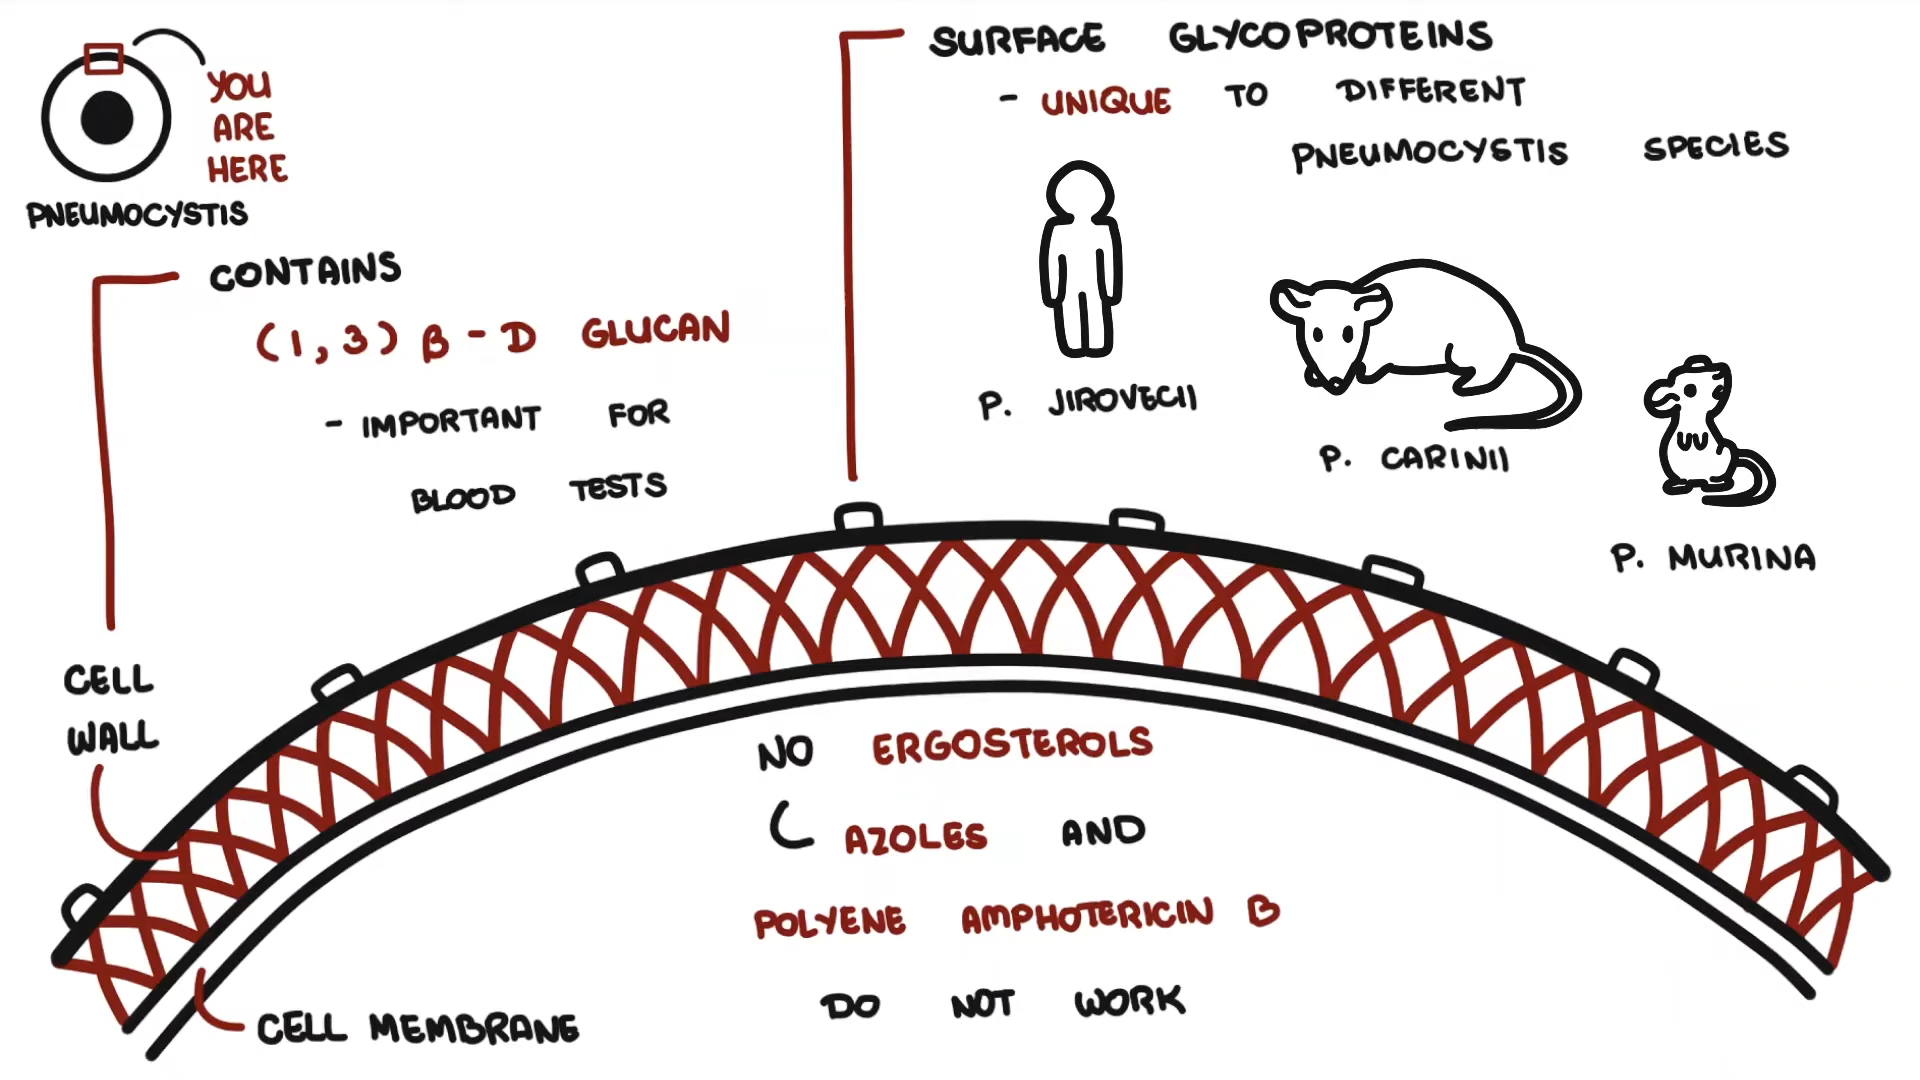 YOU
ARE
HERE
PNEUMOCYSTIS
CONTAINS
(1,3) β-D GLUCAN
- IMPORTANT FOR
BLOOD TESTS
CELL
WALL
CELL MEMBRANE
SURFACE GLYCOPROTEINS
- UNIQUE TO DIFFERENT
PNEUMOCYSTIS SPECIES
P. JIROVECII
P. CARINII
P. MURINA
NO ERGOSTEROLS
AZOLES AND
POLYENE AMPHOTERICIN B
DO NOT WORK